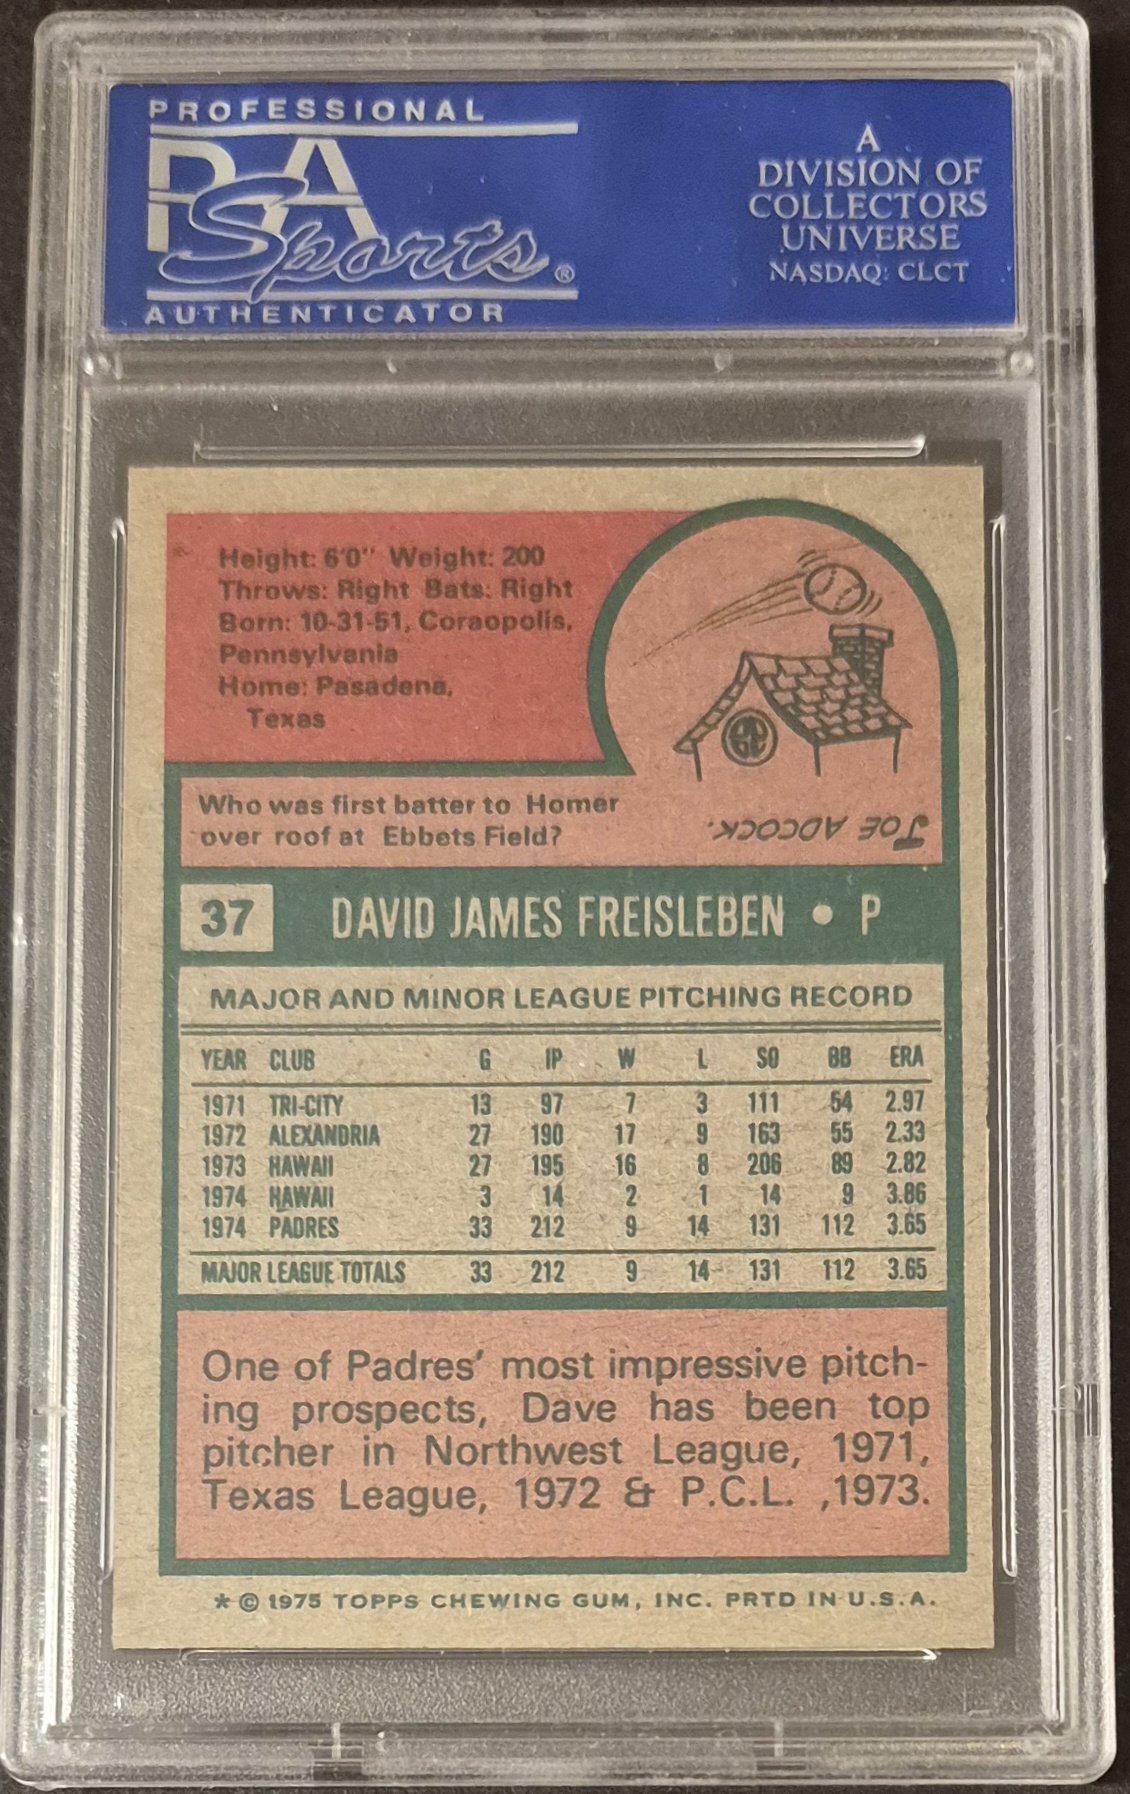 PROFESSIONAL
PSA
Sports®
AUTHENTICATOR
A
DIVISION OF
COLLECTORS
UNIVERSE
NASDAQ: CLCT
Height: 6'0" Weight: 200
Throws: Right Bats: Right
Born: 10-31-51, Coraopolis,
Pennsylvania
Home: Pasadena,
Texas
Who was first batter to Homer
over roof at Ebbets Field?
JOE ADCOCK.
37 DAVID JAMES FREISLEBEN • P
MAJOR AND MINOR LEAGUE PITCHING RECORD
YEAR CLUB G IP W L SO BB ERA
1971 TRI-CITY 13 97 7 3 111 54 2.97
1972 ALEXANDRIA 27 190 17 9 163 55 2.33
1973 HAWAII 27 195 16 8 206 89 2.82
1974 HAWAII 3 14 2 1 14 9 3.86
1974 PADRES 33 212 9 14 131 112 3.65
MAJOR LEAGUE TOTALS 33 212 9 14 131 112 3.65
One of Padres' most impressive pitch-
ing prospects, Dave has been top
pitcher in Northwest League, 1971,
Texas League, 1972 & P.C.L. ,1973.
* © 1975 TOPPS CHEWING GUM, INC. PRTD IN U.S.A.